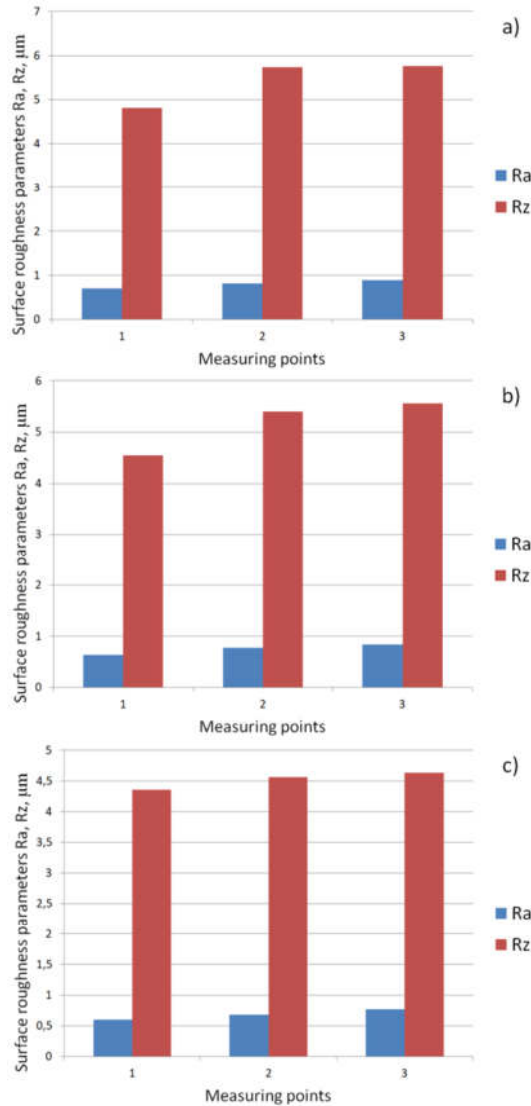 7
6
5
4
3
2
1
0
Surface roughness parameters Ra, Rz, μm
a)
Ra
Rz
1 2 3
Measuring points
6
5
4
3
2
1
0
Surface roughness parameters Ra, Rz, μm
b)
Ra
Rz
1 2 3
Measuring points
5
4,5
4
3,5
3
2,5
2
1,5
1
0,5
0
Surface roughness parameters Ra, Rz, μm
c)
Ra
Rz
1 2 3
Measuring points